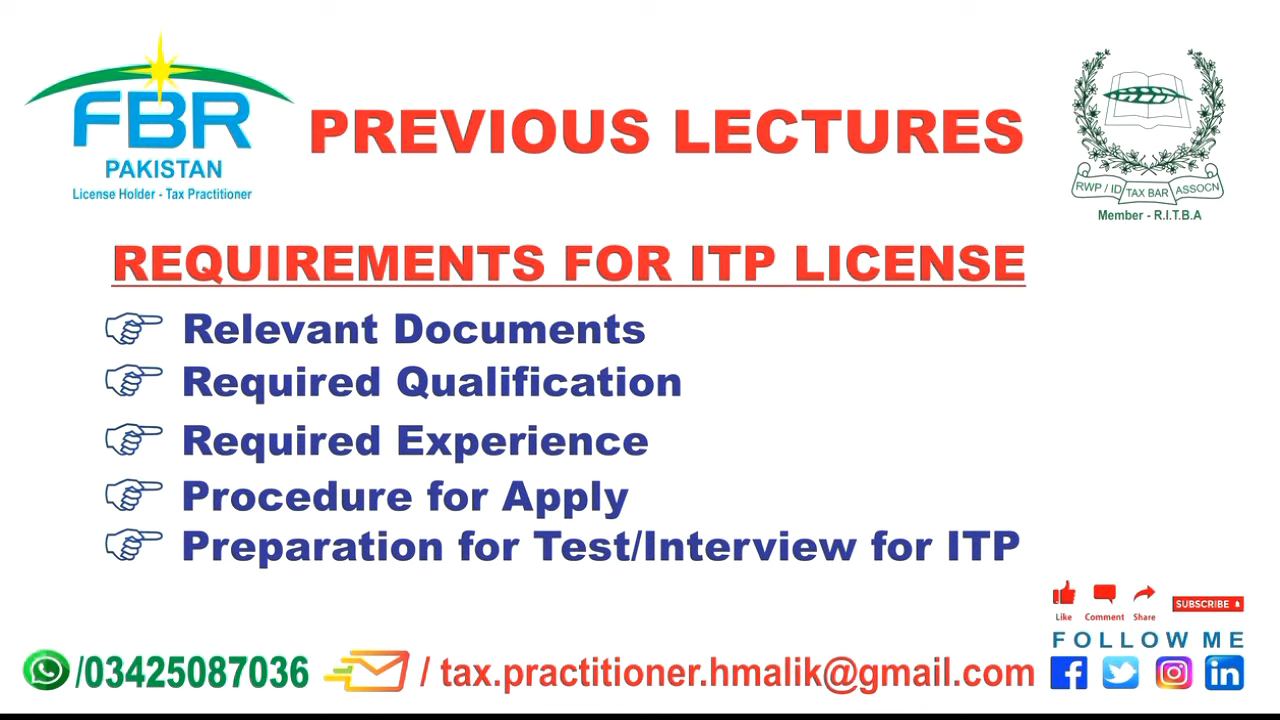 FBR
PAKISTAN
License Holder - Tax Practitioner
PREVIOUS LECTURES
RWP / ID TAX BAR ASSOCN
Member - R.I.T.B.A
REQUIREMENTS FOR ITP LICENSE
Relevant Documents
Required Qualification
Required Experience
Procedure for Apply
Preparation for Test/Interview for ITP
Like Comment Share SUBSCRIBE
FOLLOW ME
/03425087036 / tax.practitioner.hmalik@gmail.com